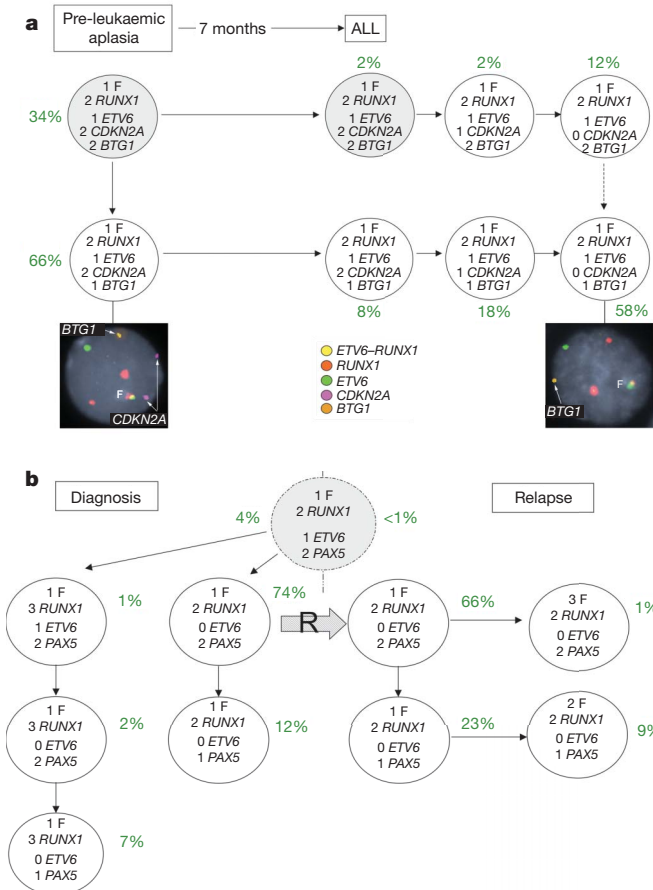 a
Pre-leukaemic
aplasia
7 months
ALL
34%
1 F
2 RUNX1
1 ETV6
2 CDKN2A
2 BTG1
2%
1 F
2 RUNX1
1 ETV6
2 CDKN2A
2 BTG1
2%
1 F
2 RUNX1
1 ETV6
1 CDKN2A
2 BTG1
12%
1 F
2 RUNX1
1 ETV6
0 CDKN2A
2 BTG1
66%
1 F
2 RUNX1
1 ETV6
2 CDKN2A
1 BTG1
1 F
2 RUNX1
1 ETV6
2 CDKN2A
1 BTG1
8%
1 F
2 RUNX1
1 ETV6
1 CDKN2A
1 BTG1
18%
1 F
2 RUNX1
1 ETV6
0 CDKN2A
1 BTG1
58%
BTG1
F
CDKN2A
ETV6–RUNX1
RUNX1
ETV6
CDKN2A
BTG1
F
BTG1
b
Diagnosis
Relapse
4%
1 F
2 RUNX1
1 ETV6
2 PAX5
<1%
1 F
3 RUNX1
1 ETV6
2 PAX5
1%
1 F
2 RUNX1
0 ETV6
2 PAX5
74%
R
1 F
2 RUNX1
0 ETV6
2 PAX5
66%
3 F
2 RUNX1
0 ETV6
2 PAX5
1%
1 F
3 RUNX1
0 ETV6
2 PAX5
2%
1 F
2 RUNX1
0 ETV6
1 PAX5
12%
1 F
2 RUNX1
0 ETV6
1 PAX5
23%
2 F
2 RUNX1
0 ETV6
1 PAX5
9%
1 F
3 RUNX1
0 ETV6
1 PAX5
7%